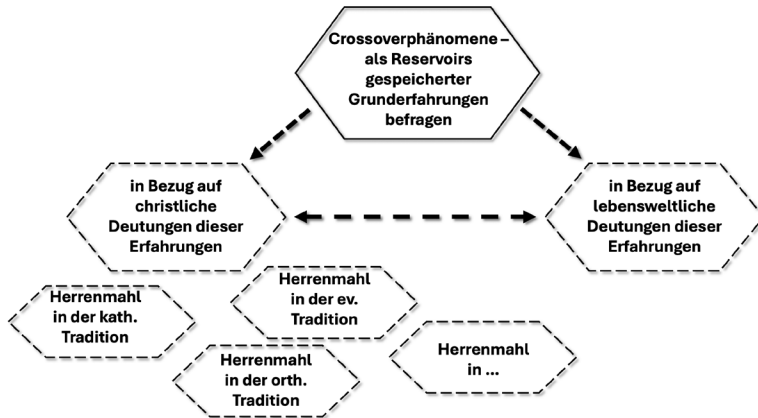 Crossoverphänomene –
als Reservoirs
gespeicherter
Grunderfahrungen
befragen
in Bezug auf
christliche
Deutungen dieser
Erfahrungen
in Bezug auf
lebensweltliche
Deutungen dieser
Erfahrungen
Herrenmahl
in der kath.
Tradition
Herrenmahl
in der ev.
Tradition
Herrenmahl
in der orth.
Tradition
Herrenmahl
in ...